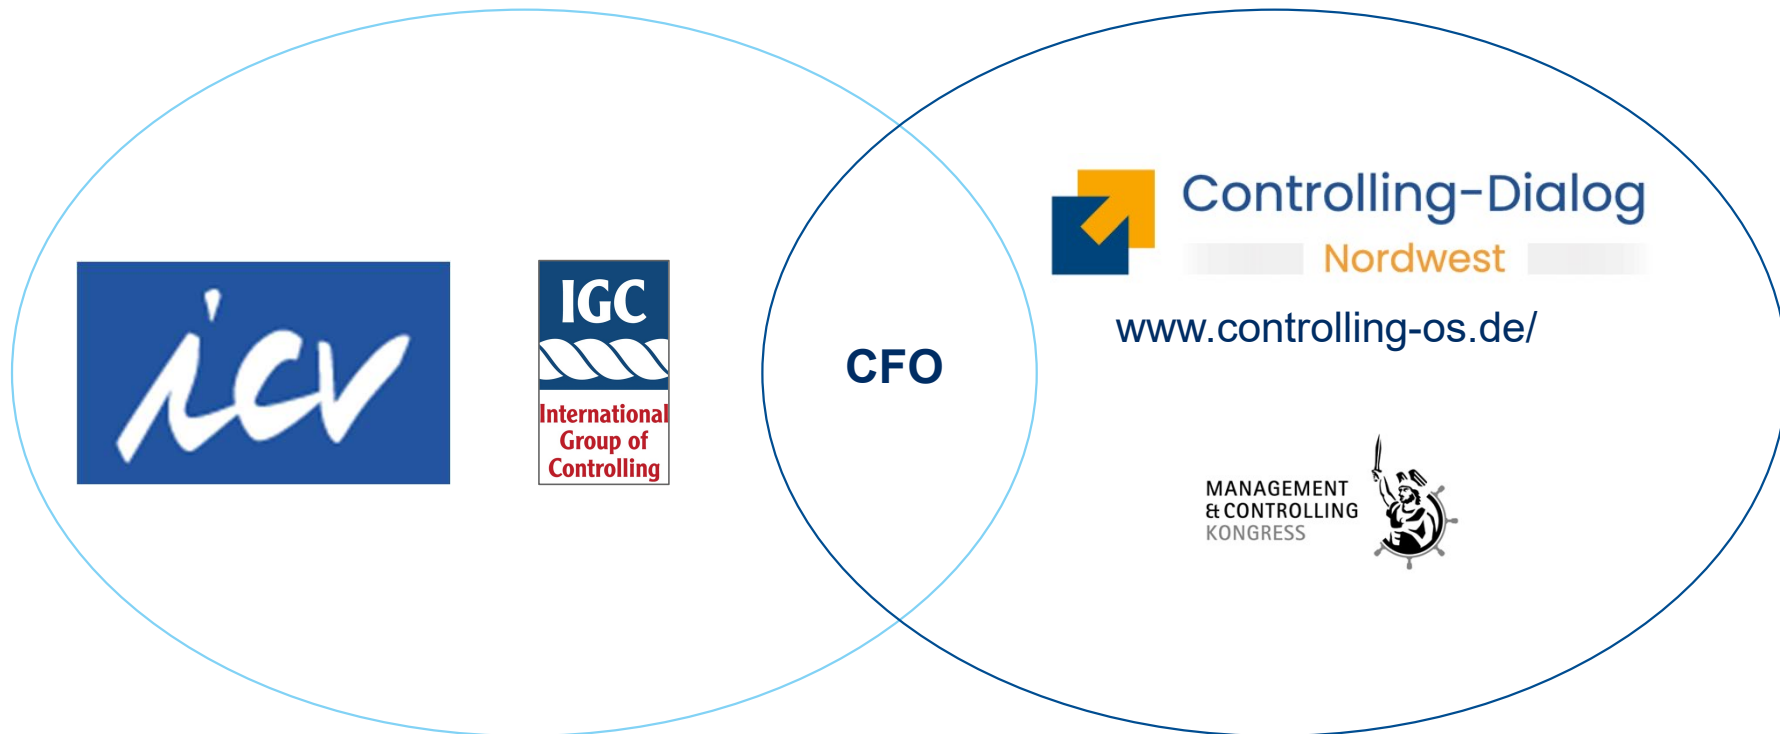 icv
IGC
International
Group of
Controlling
CFO
Controlling-Dialog
Nordwest
www.controlling-os.de/
MANAGEMENT
& CONTROLLING
KONGRESS